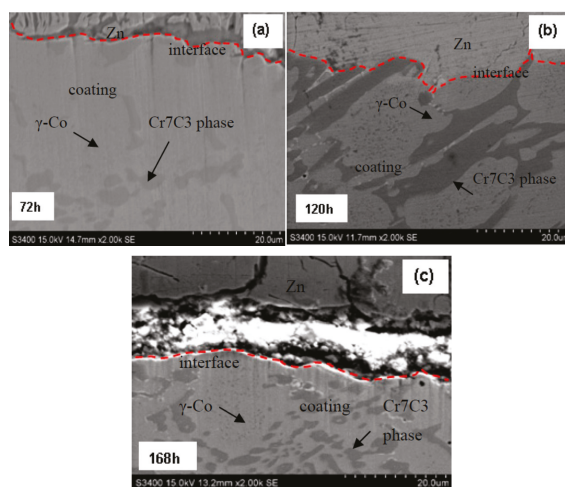 (a)
Zn
interface
coating
γ-Co
Cr7C3 phase
72h
S3400 15.0kV 14.7mm x2.00k SE
20.0um
(b)
Zn
interface
γ-Co
coating
Cr7C3 phase
120h
S3400 15.0kV 11.7mm x2.00k SE
20.0um
(c)
Zn
interface
γ-Co
coating
Cr7C3
phase
168h
S3400 15.0kV 13.2mm x2.00k SE
20.0um